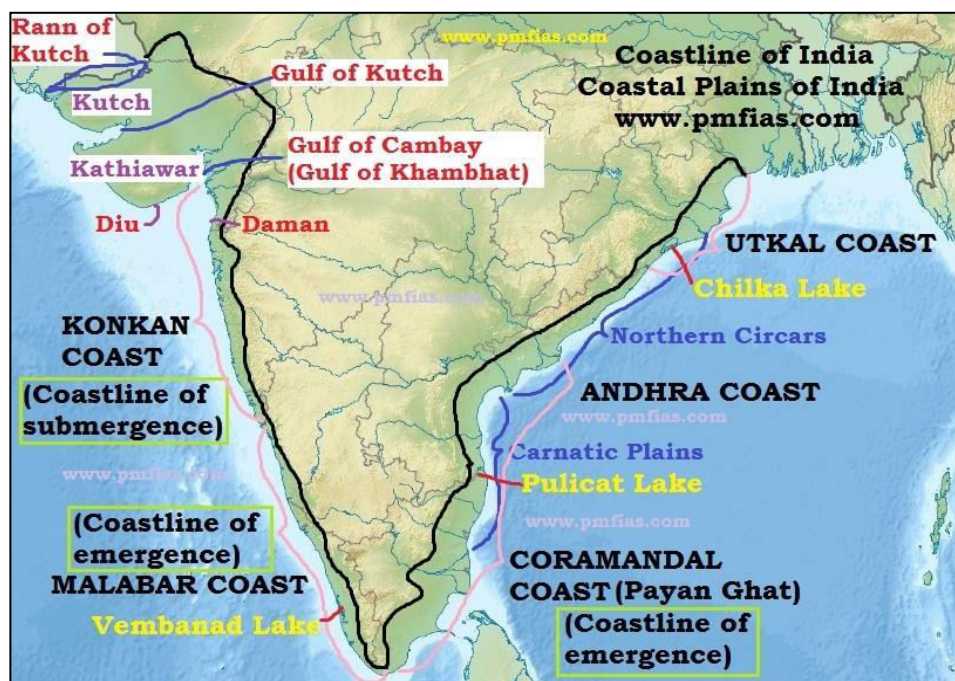 Rann of
Kutch
www.pmfias.com
Coastline of India
Coastal Plains of India
www.pmfias.com
Gulf of Kutch
Kutch
Gulf of Cambay
(Gulf of Khambhat)
Kathiawar
Diu
Daman
UTKAL COAST
Chilka Lake
www.pmfias.com
KONKAN
COAST
(Coastline of
submergence)
Northern Circars
ANDHRA COAST
www.pmfias.com
Carnatic Plains
Pulicat Lake
www.pmfias.com
www.pmfias.com
(Coastline of
emergence)
MALABAR COAST
Vembanad Lake
CORAMANDAL
COAST (Payan Ghat)
(Coastline of
emergence)